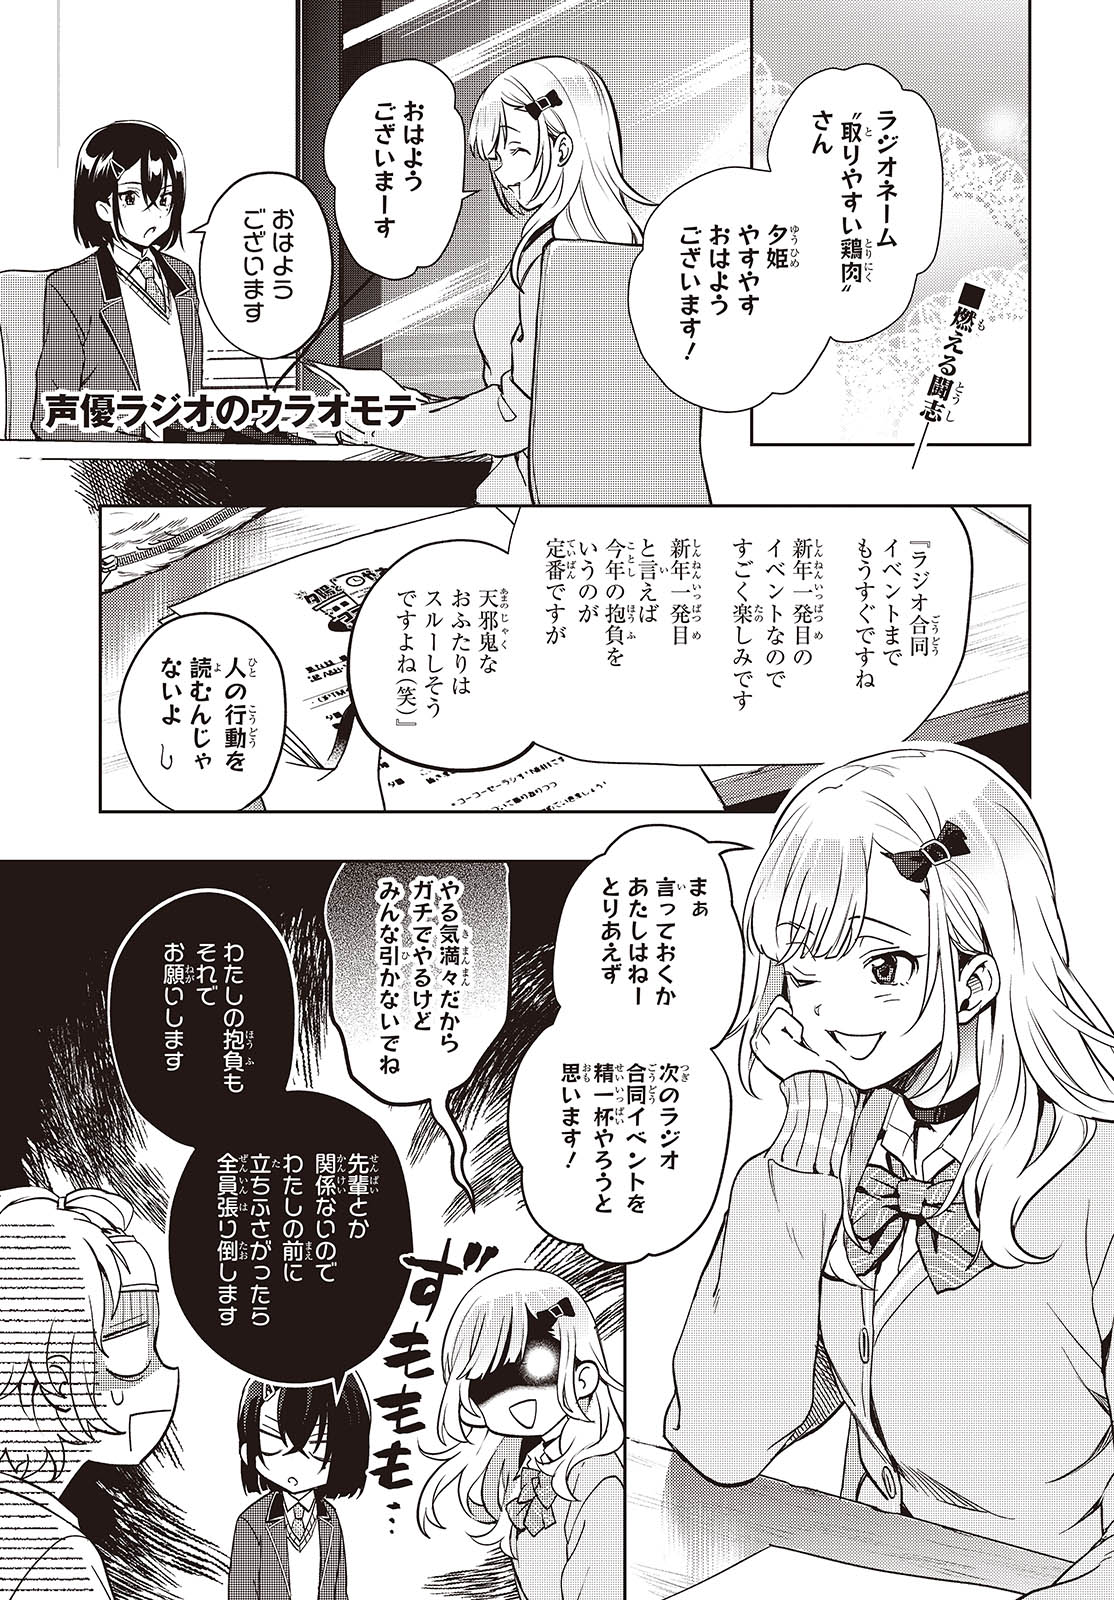 ラジオネーム
〝取りやすい鶏肉〟
さん
夕姫
やすやす
おはよう
ございます!
■燃える闘志―
おはよう
ございまーす
おはよう
ございます
声優ラジオのウラオモテ
『ラジオ合同
イベントまで
もうすぐですね
新年一発目の
イベントなので
すごく楽しみです
新年一発目
と言えば
今年の抱負を
いうのが
定番ですが
天邪鬼な
おふたりは
スルーしそう
ですよね(笑)』
人の行動を
読むんじゃ
ないよ
まぁ
言っておくか
あたしはねー
とりあえず
次のラジオ
合同イベントを
精一杯やろうと
思います!
やる気満々だから
ガチでやるけど
みんな引かないでね
わたしの抱負も
それで
お願いします
先輩とか
関係ないので
わたしの前に
立ちふさがったら
全員張り倒します
ずももも…